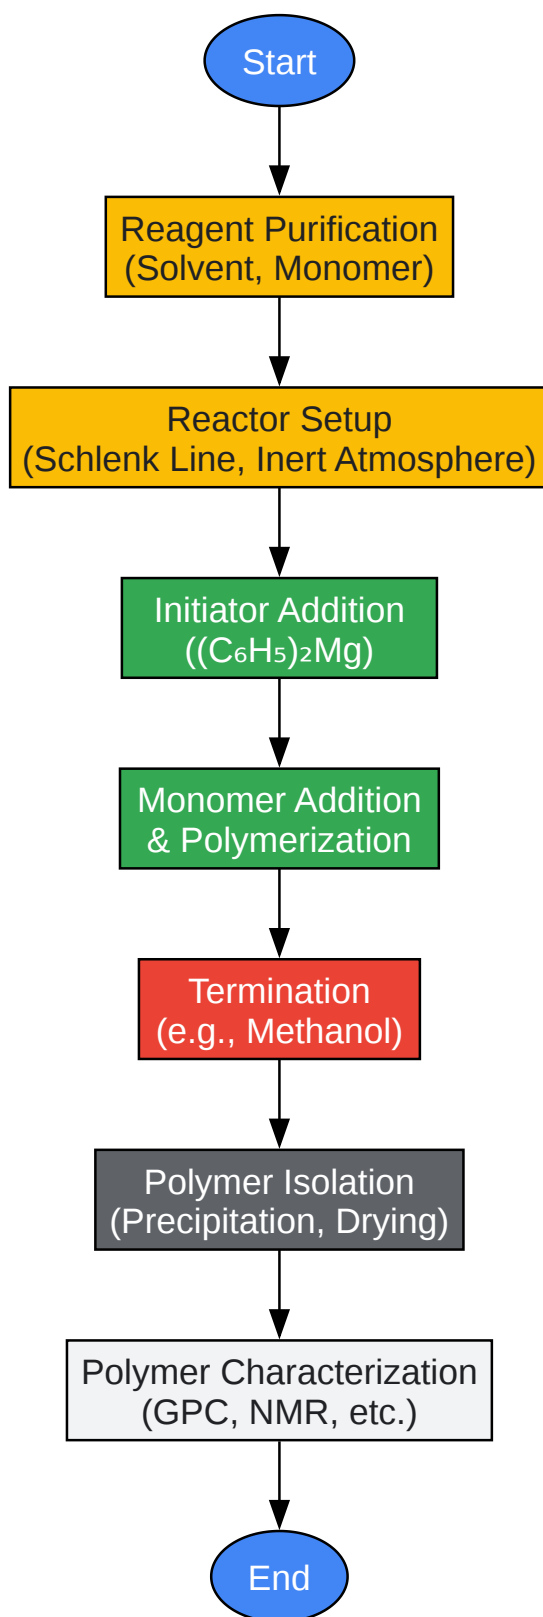 Start
Reagent Purification
(Solvent, Monomer)
Reactor Setup
(Schlenk Line, Inert Atmosphere)
Initiator Addition
((C₆H₅)₂Mg)
Monomer Addition
& Polymerization
Termination
(e.g., Methanol)
Polymer Isolation
(Precipitation, Drying)
Polymer Characterization
(GPC, NMR, etc.)
End